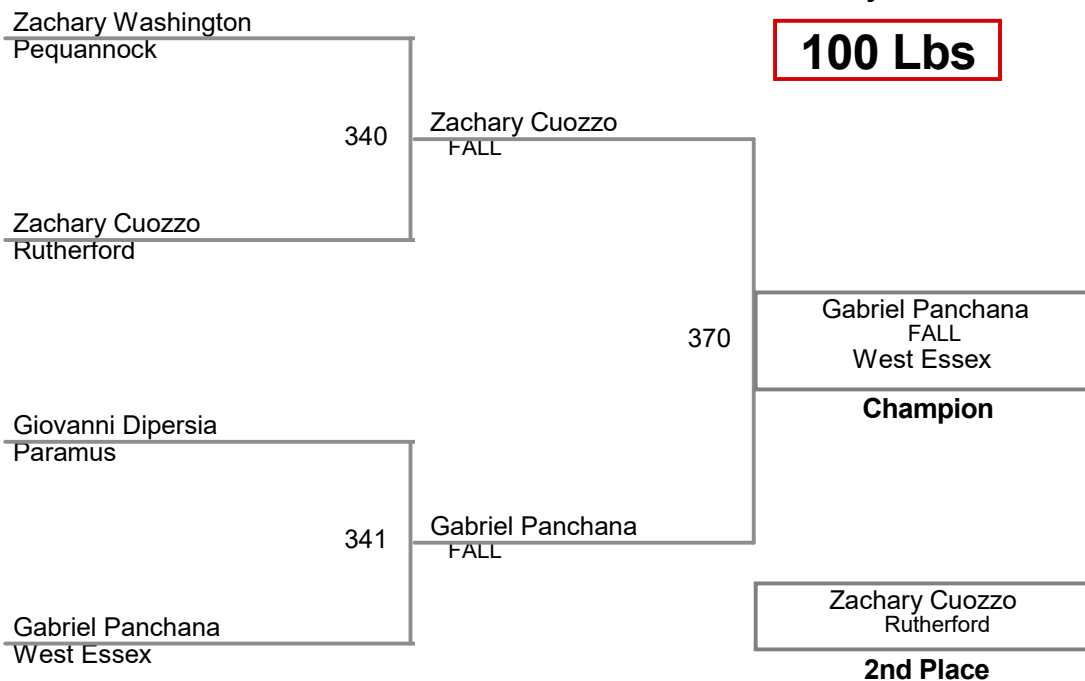 Zachary Washington
Pequannock
100 Lbs
340
Zachary Cuozzo
FALL
Zachary Cuozzo
Rutherford
370
Gabriel Panchana
FALL
West Essex
Champion
Giovanni Dipersia
Paramus
341
Gabriel Panchana
FALL
Gabriel Panchana
West Essex
Zachary Cuozzo
Rutherford
2nd Place